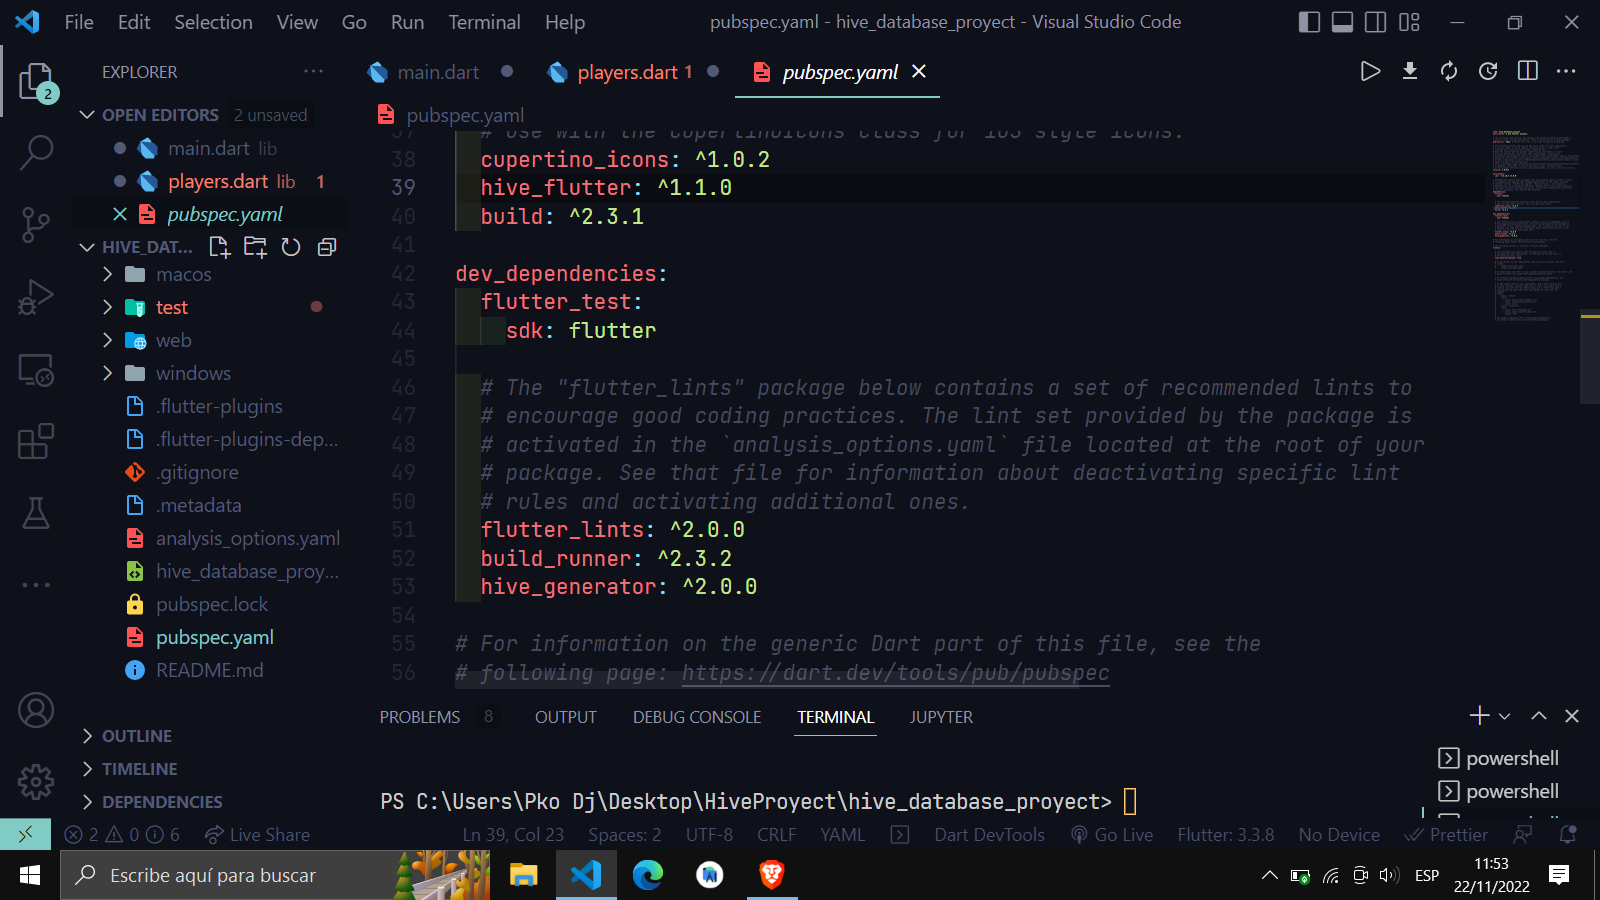 File Edit Selection View Go Run Terminal Help
pubspec.yaml - hive_database_proyect - Visual Studio Code
EXPLORER
2
OPEN EDITORS 2 unsaved
main.dart lib
players.dart lib 1
pubspec.yaml
HIVE_DAT...
macos
test
web
windows
.flutter-plugins
.flutter-plugins-dep...
.gitignore
.metadata
analysis_options.yaml
hive_database_proy...
pubspec.lock
pubspec.yaml
README.md
OUTLINE
TIMELINE
DEPENDENCIES
main.dart
players.dart 1
pubspec.yaml
pubspec.yaml
37 # Use with the CupertinoIcons class for iOS style icons.
38 cupertino_icons: ^1.0.2
39 hive_flutter: ^1.1.0
40 build: ^2.3.1
41
42 dev_dependencies:
43 flutter_test:
44 sdk: flutter
45
46 # The "flutter_lints" package below contains a set of recommended lints to
47 # encourage good coding practices. The lint set provided by the package is
48 # activated in the `analysis_options.yaml` file located at the root of your
49 # package. See that file for information about deactivating specific lint
50 # rules and activating additional ones.
51 flutter_lints: ^2.0.0
52 build_runner: ^2.3.2
53 hive_generator: ^2.0.0
54
55 # For information on the generic Dart part of this file, see the
56 # following page: https://dart.dev/tools/pub/pubspec
PROBLEMS 8 OUTPUT DEBUG CONSOLE TERMINAL JUPYTER
PS C:\Users\Pko Dj\Desktop\HiveProyect\hive_database_proyect>
powershell
powershell
2 0 6 Live Share Ln 39, Col 23 Spaces: 2 UTF-8 CRLF YAML Dart DevTools Go Live Flutter: 3.3.8 No Device Prettier
Escribe aquí para buscar
ESP
11:53
22/11/2022